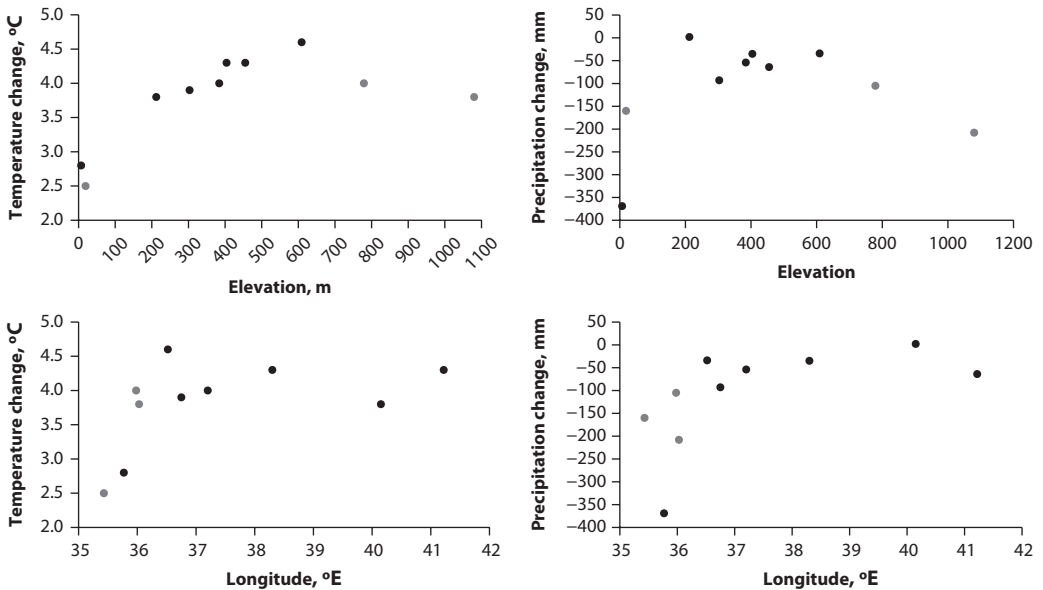 Temperature change, ºC
5.0
4.5
4.0
3.5
3.0
2.5
2.0
0 100 200 300 400 500 600 700 800 900 1000 1100
Elevation, m
Precipitation change, mm
50
0
−50
−100
−150
−200
−250
−300
−350
−400
0 200 400 600 800 1000 1200
Elevation
Temperature change, ºC
5.0
4.5
4.0
3.5
3.0
2.5
2.0
35 36 37 38 39 40 41 42
Longitude, ºE
Precipitation change, mm
50
0
−50
−100
−150
−200
−250
−300
−350
−400
35 36 37 38 39 40 41 42
Longitude, ºE